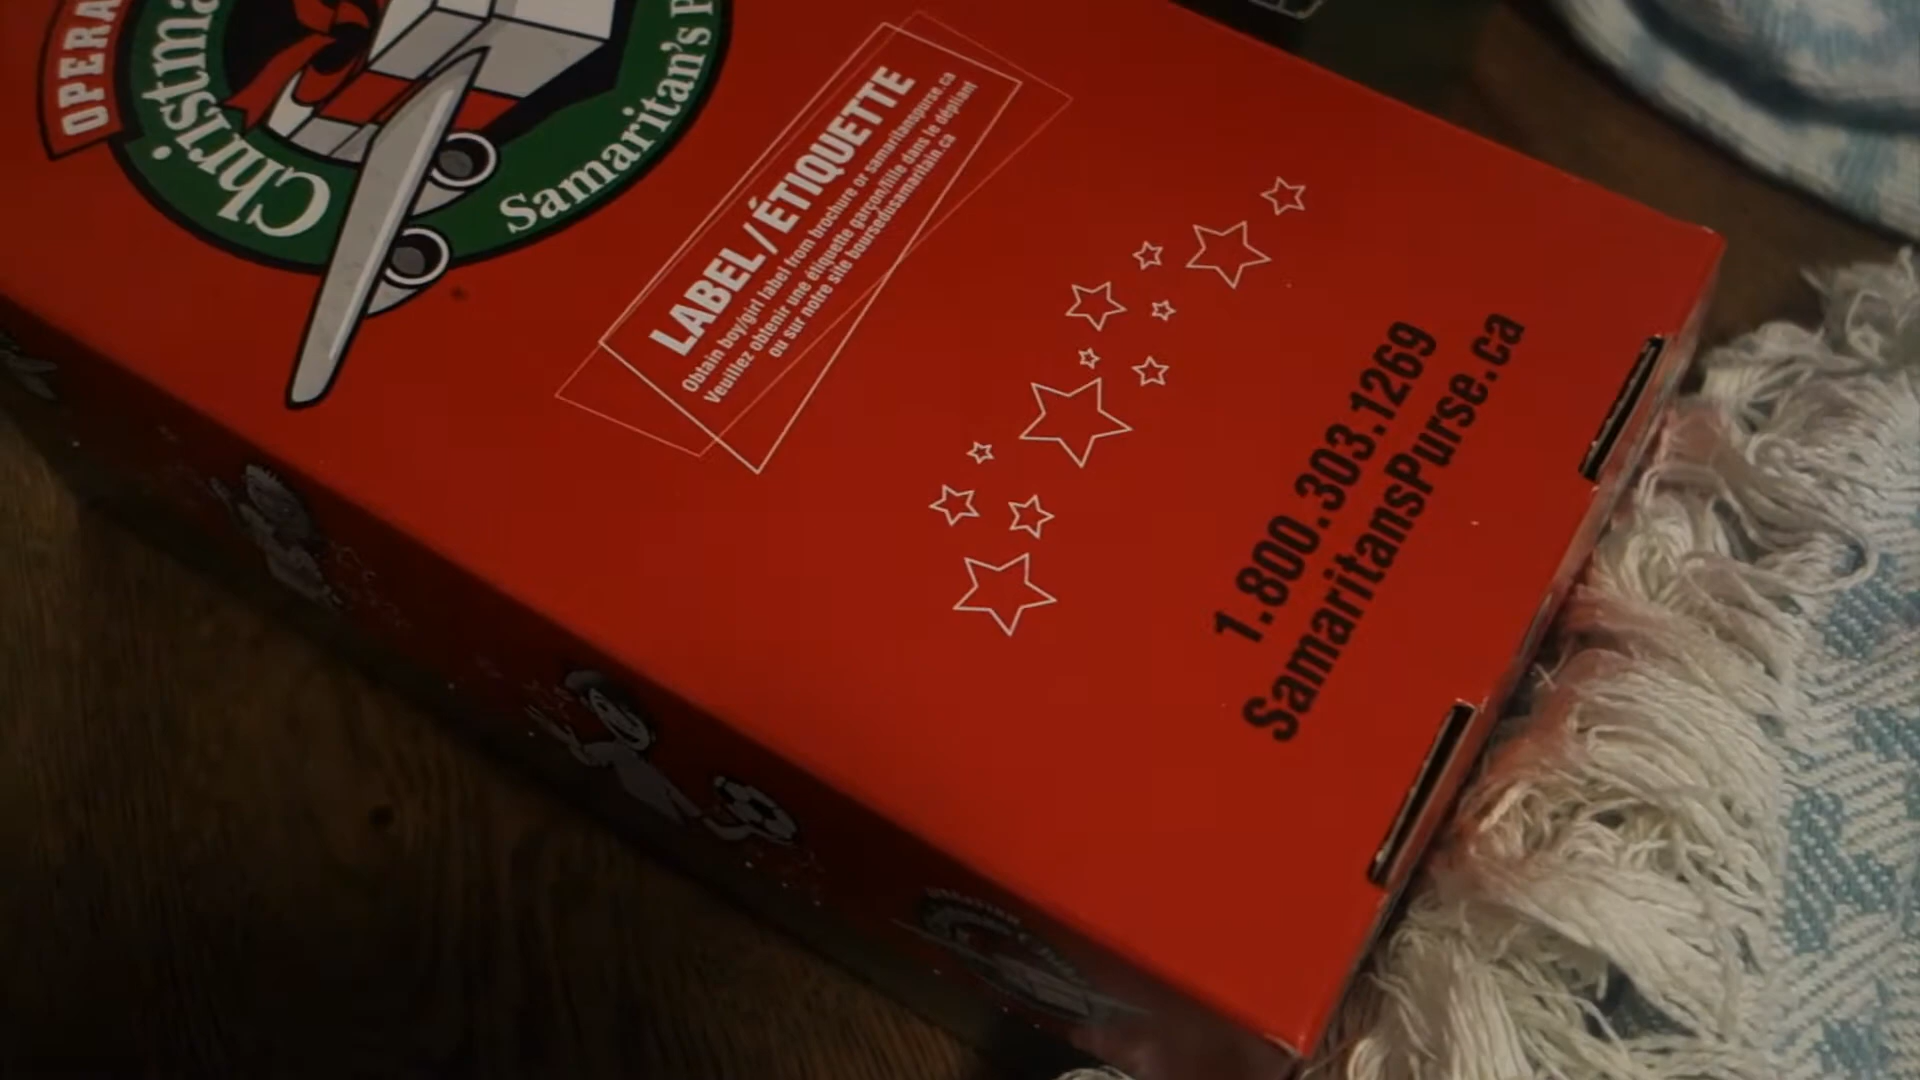 OPERA
Christma
Samaritan's P
LABEL / ÉTIQUETTE
Obtain boy/girl label from brochure or samaritanspurse.ca
Veuillez obtenir une étiquette garçon/fille dans le dépliant
ou sur notre site boursedusamaritain.ca
1.800.303.1269
SamaritansPurse.ca